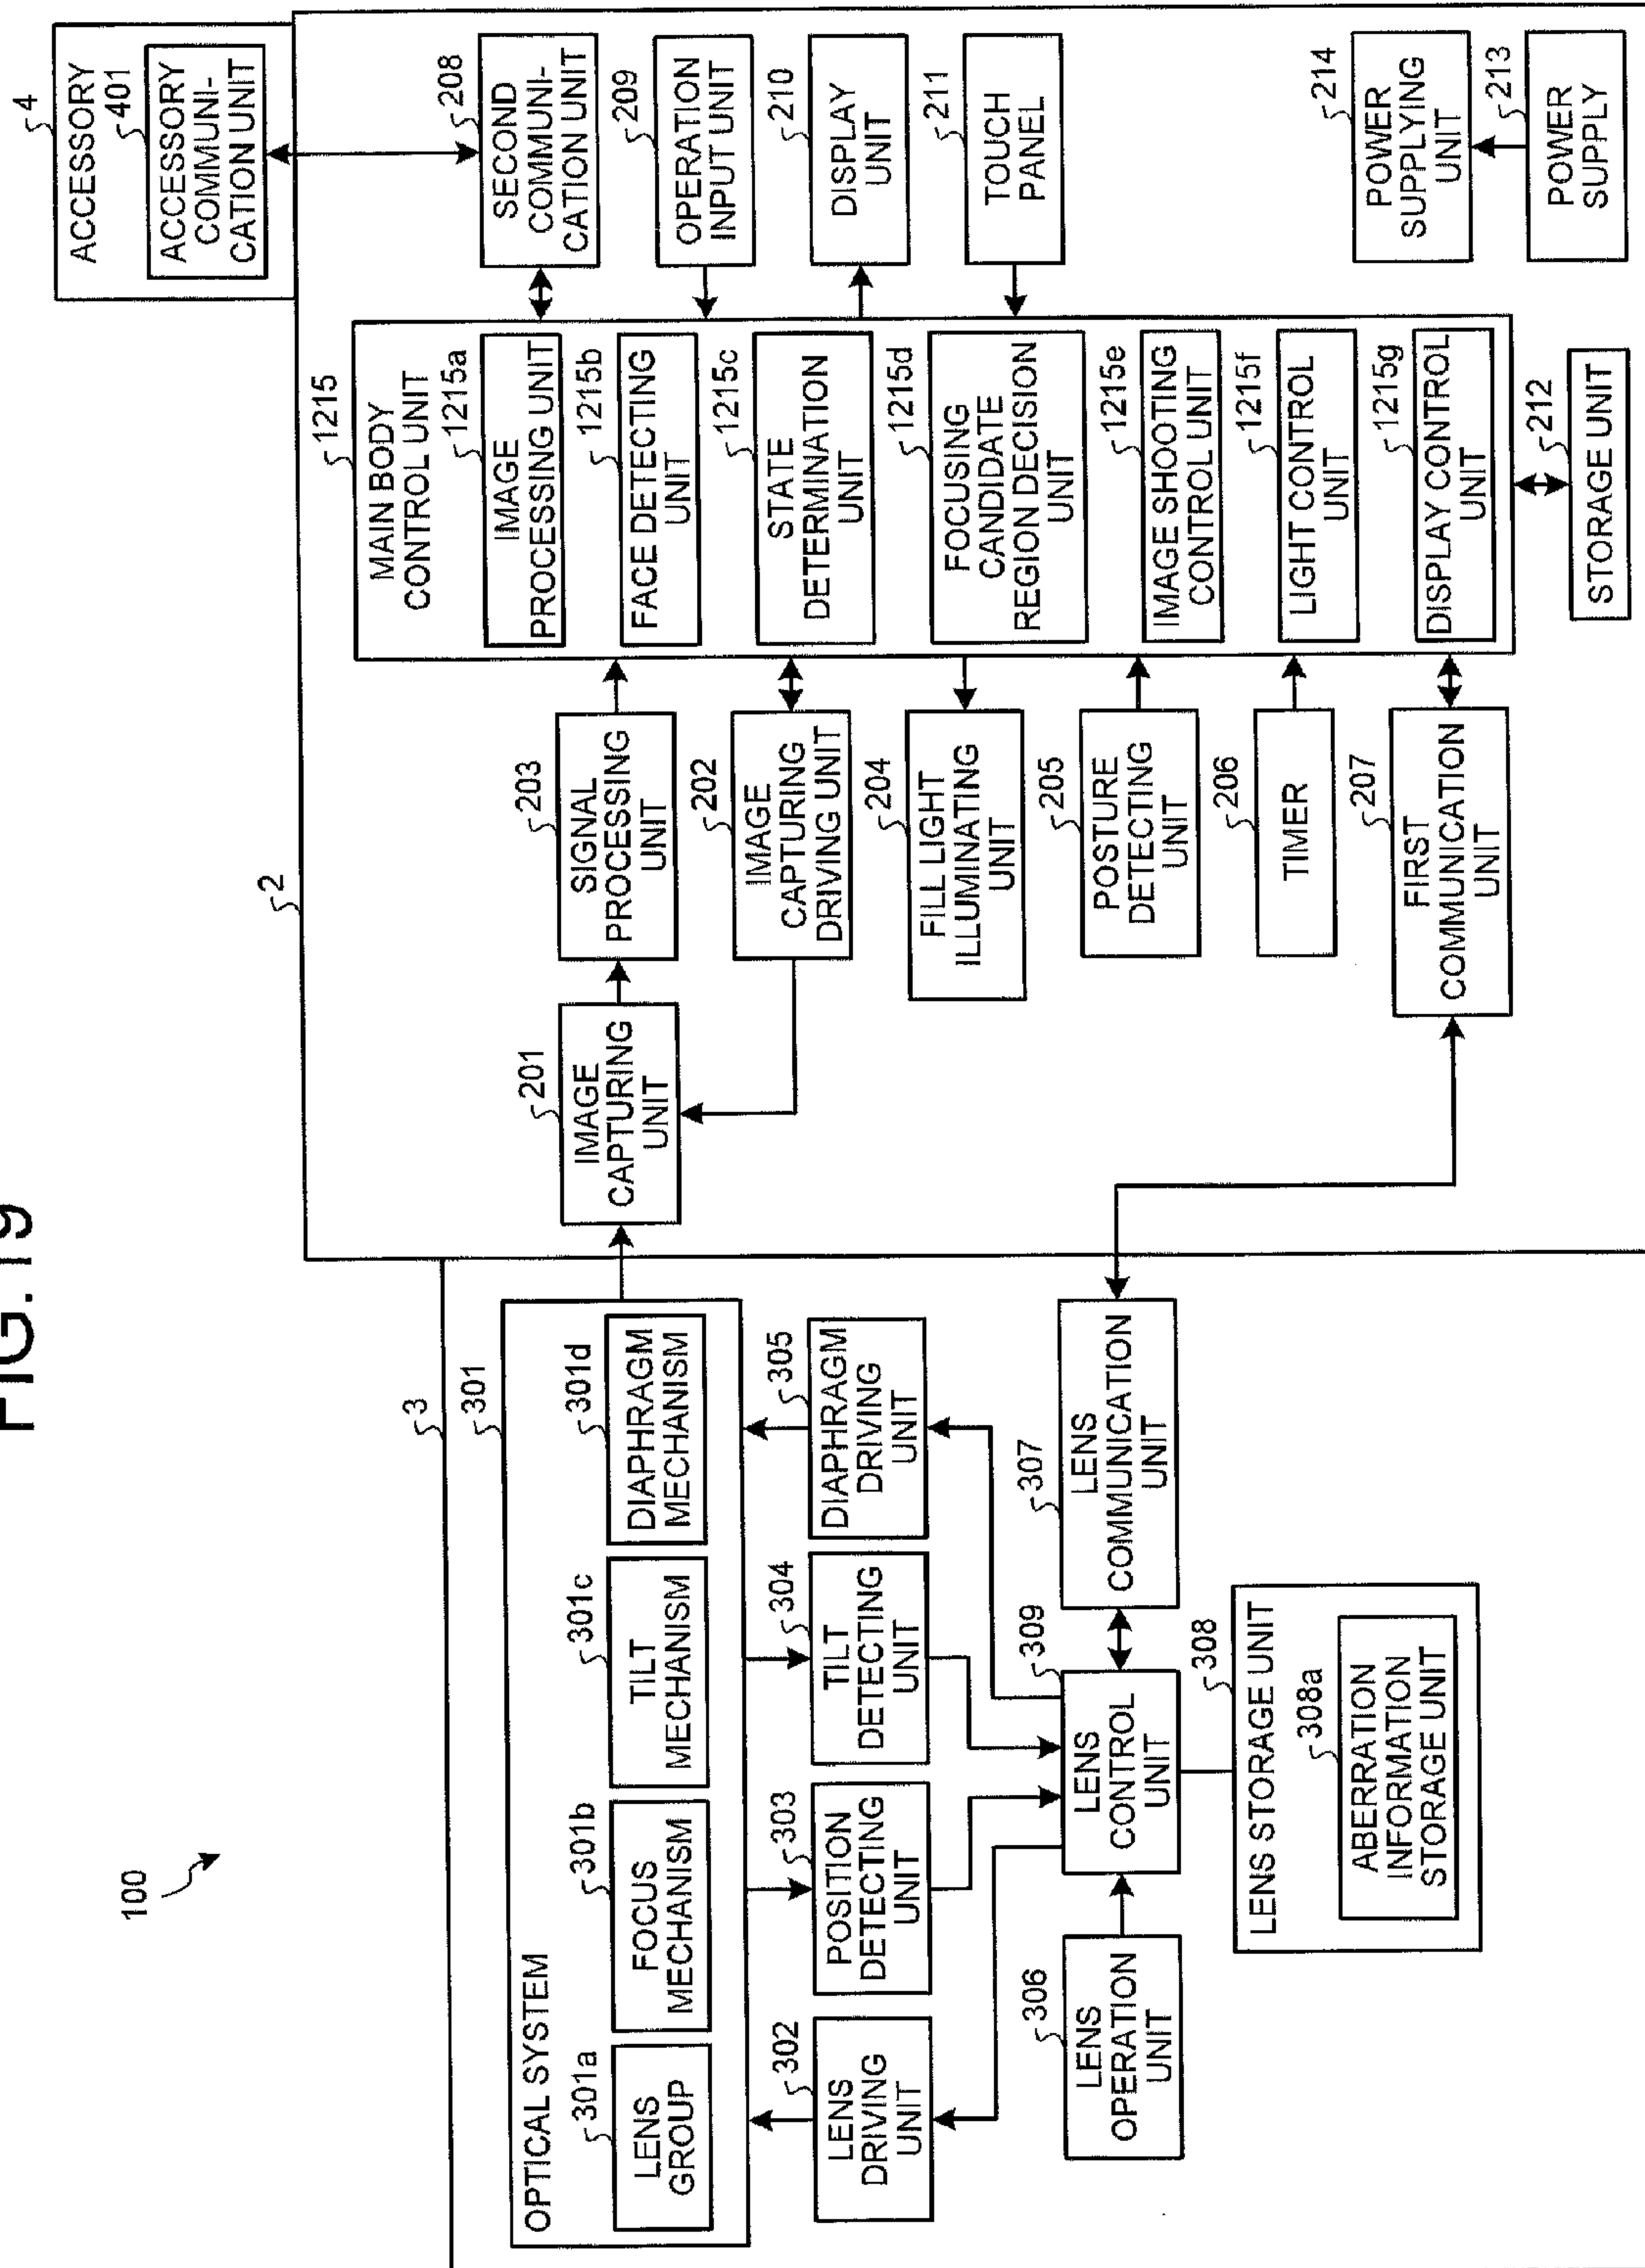 FIG.19
100
3
301
OPTICAL SYSTEM
301a
LENS
GROUP
301b
FOCUS
MECHANISM
301c
TILT
MECHANISM
301d
DIAPHRAGM
MECHANISM
302
LENS
DRIVING
UNIT
303
POSITION
DETECTING
UNIT
304
TILT
DETECTING
UNIT
305
DIAPHRAGM
DRIVING
UNIT
306
LENS
OPERATION
UNIT
309
LENS
CONTROL
UNIT
307
LENS
COMMUNICATION
UNIT
308
LENS STORAGE UNIT
308a
ABERRATION
INFORMATION
STORAGE UNIT
2
201
IMAGE
CAPTURING
UNIT
203
SIGNAL
PROCESSING
UNIT
202
IMAGE
CAPTURING
DRIVING UNIT
204
FILL LIGHT
ILLUMINATING
UNIT
205
POSTURE
DETECTING
UNIT
206
TIMER
207
FIRST
COMMUNICATION
UNIT
1215
MAIN BODY
CONTROL UNIT
1215a
IMAGE
PROCESSING UNIT
1215b
FACE DETECTING
UNIT
1215c
STATE
DETERMINATION
UNIT
1215d
FOCUSING
CANDIDATE
REGION DECISION
UNIT
1215e
IMAGE SHOOTING
CONTROL UNIT
1215f
LIGHT CONTROL
UNIT
1215g
DISPLAY CONTROL
UNIT
212
STORAGE UNIT
4
ACCESSORY
401
ACCESSORY
COMMUNI-
CATION UNIT
208
SECOND
COMMUNI-
CATION UNIT
209
OPERATION
INPUT UNIT
210
DISPLAY
UNIT
211
TOUCH
PANEL
214
POWER
SUPPLYING
UNIT
213
POWER
SUPPLY